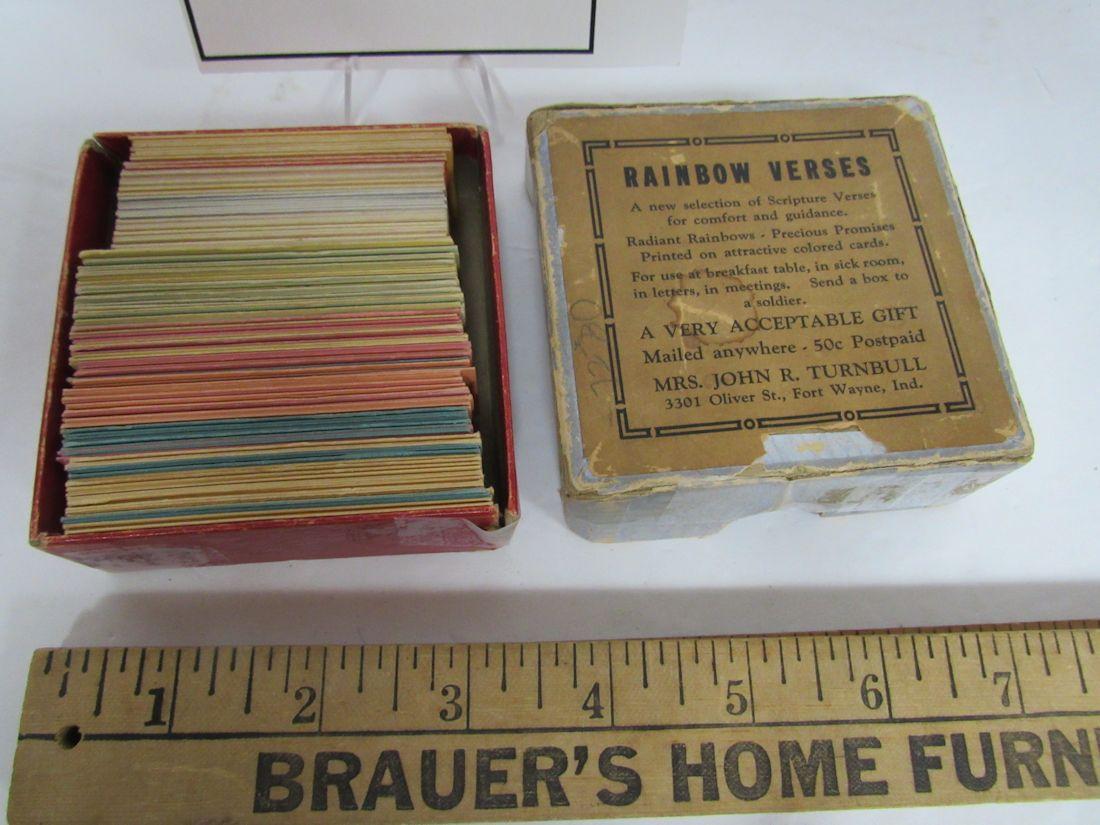 RAINBOW VERSES
A new selection of Scripture Verses
for comfort and guidance.
Radiant Rainbows - Precious Promises
Printed on attractive colored cards.
For use at breakfast table, in sick room,
in letters, in meetings. Send a box to
a soldier.
A VERY ACCEPTABLE GIFT
Mailed anywhere - 50c Postpaid
MRS. JOHN R. TURNBULL
3301 Oliver St., Fort Wayne, Ind.
1 2 3 4 5 6 7
BRAUER'S HOME FURN